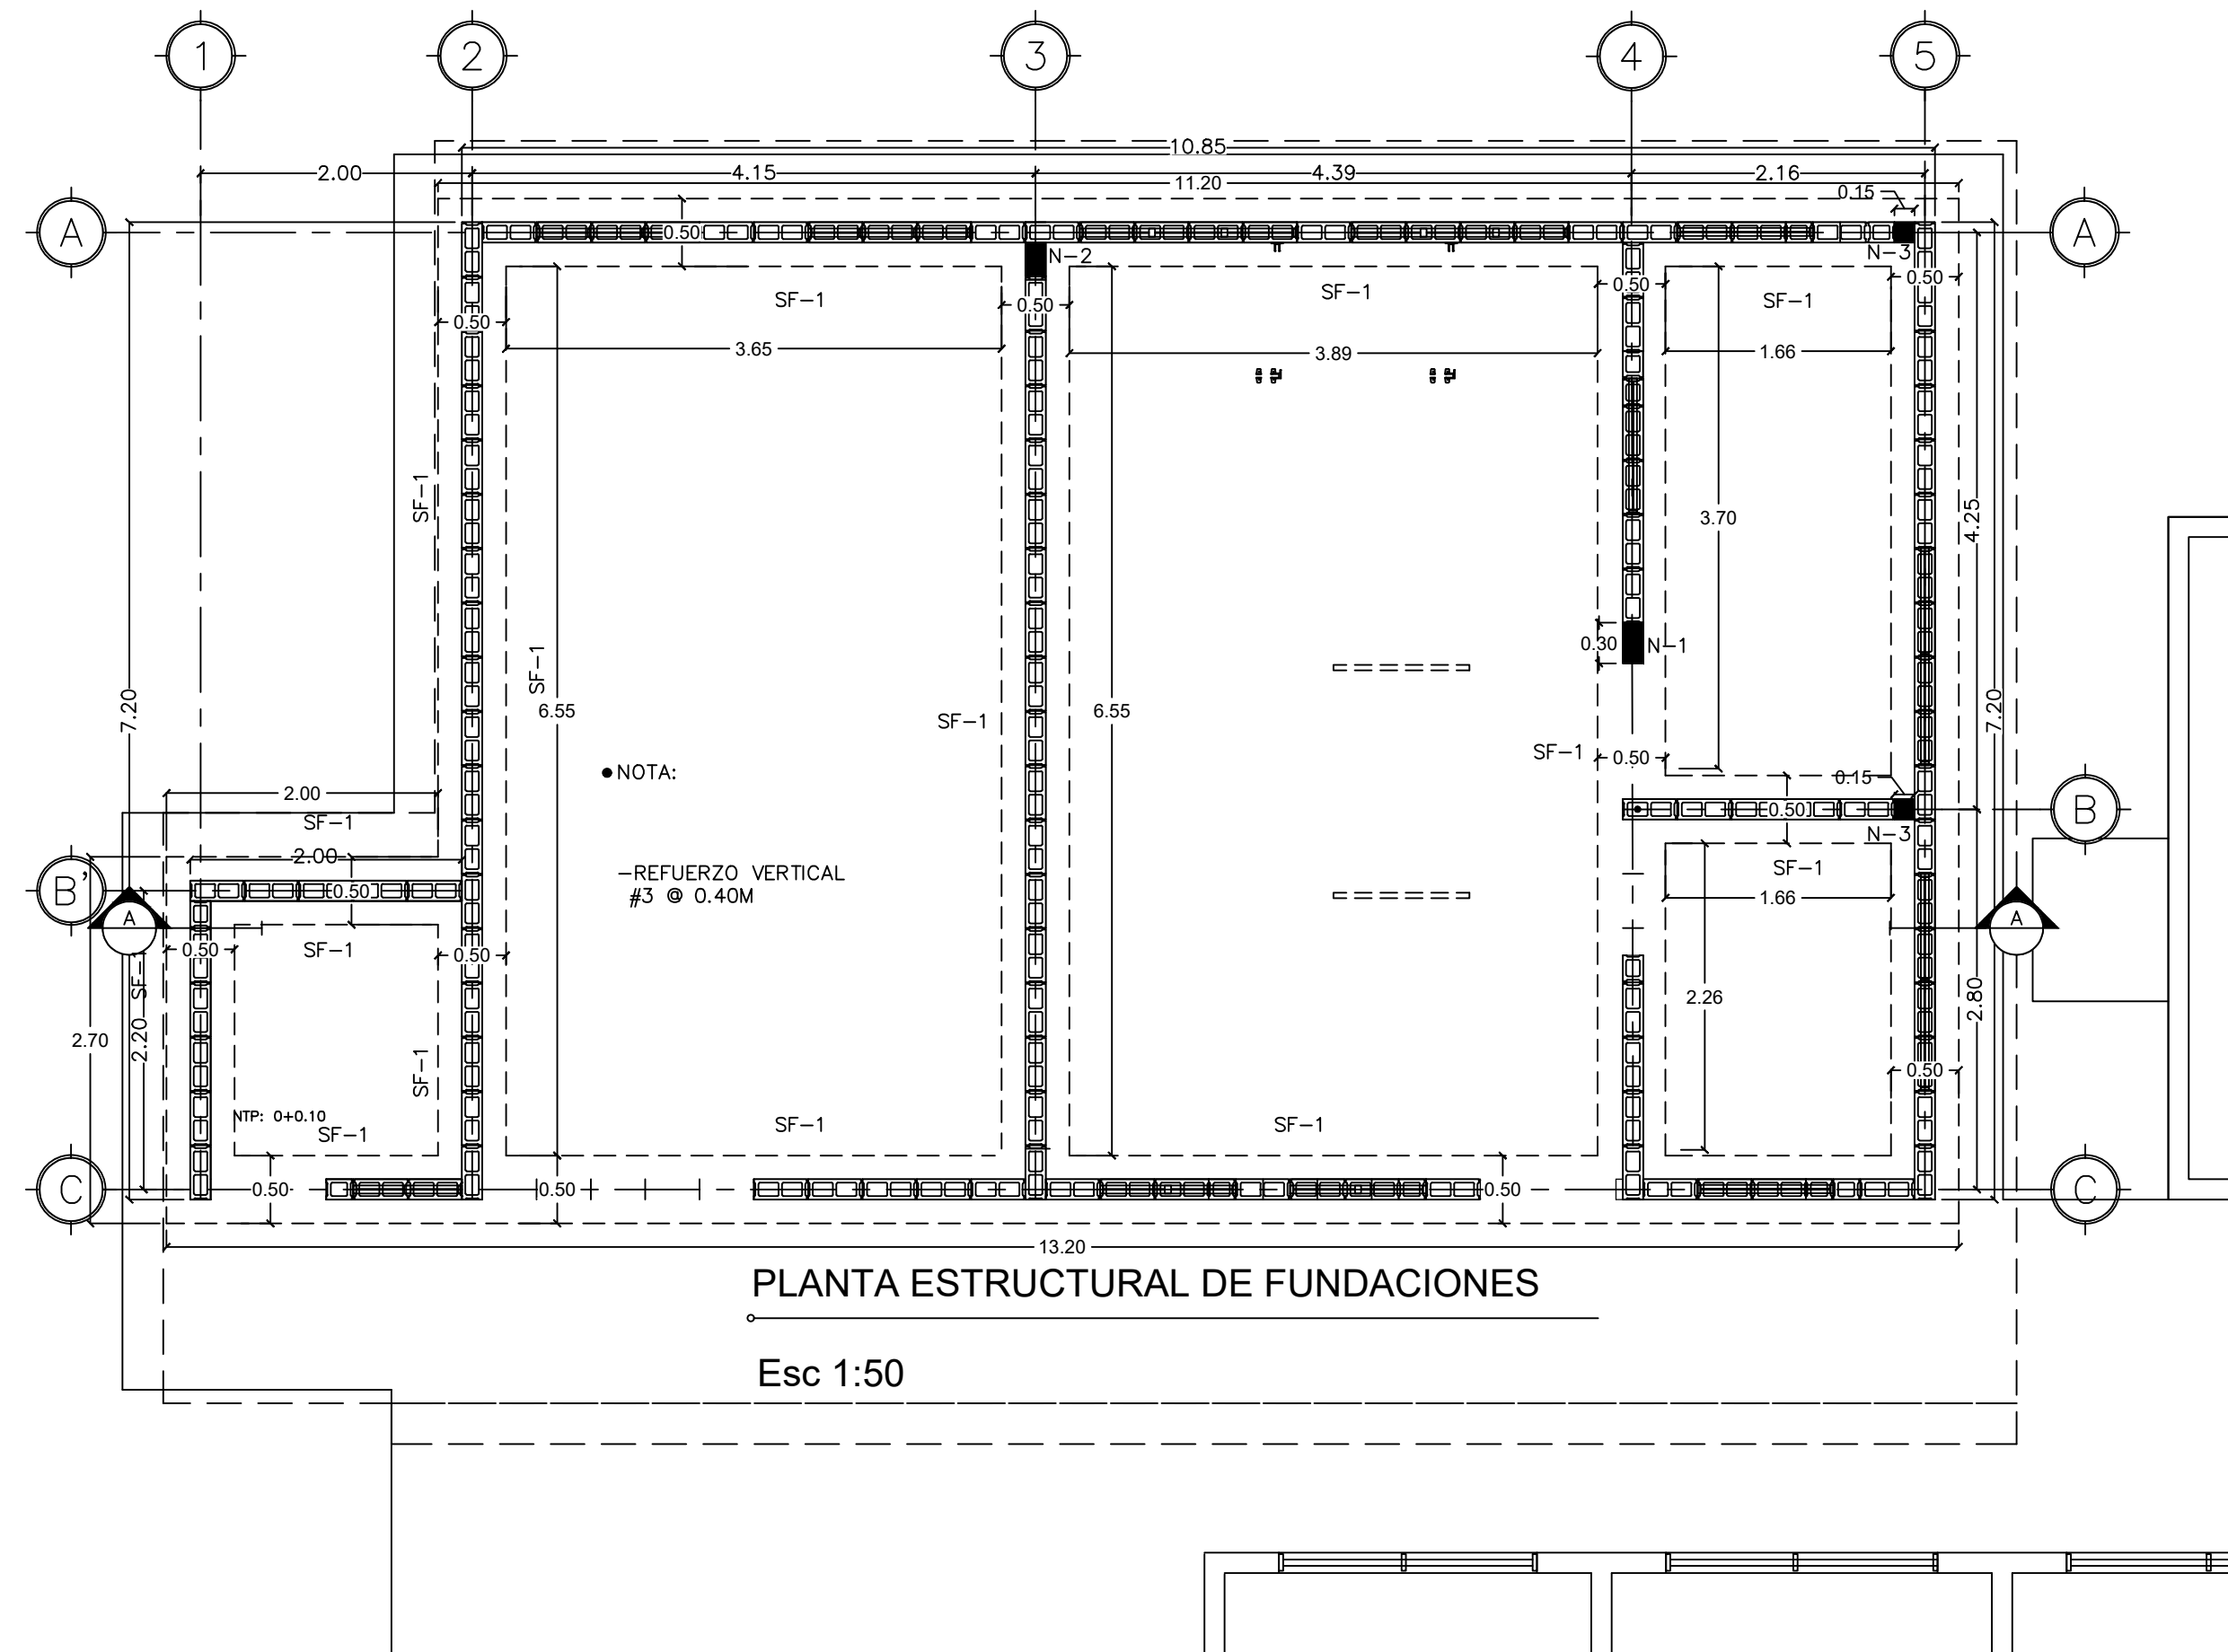 1 2 3 4 5
10.85
2.00 4.15 4.39 2.16
11.20
0.15
A A
0.50
N-2 N-3
SF-1 SF-1 SF-1
0.50 0.50 0.50 0.50
3.65 3.89 1.66
SF-1
3.70
4.25
SF-1
0.30 N-1
7.20 6.55 SF-1 6.55 7.20
SF-1 0.50
NOTA:
0.15
2.00
SF-1
0.50 B
N-3
2.00
-REFUERZO VERTICAL
#3 @ 0.40M
SF-1
B' 0.50
1.66
A A
0.50 SF-1 0.50
SF-1
2.26 2.80
2.70 2.20
SF-1 0.50
NTP: 0+0.10
SF-1 SF-1 SF-1
C 0.50 0.50 0.50 C
13.20
PLANTA ESTRUCTURAL DE FUNDACIONES
Esc 1:50